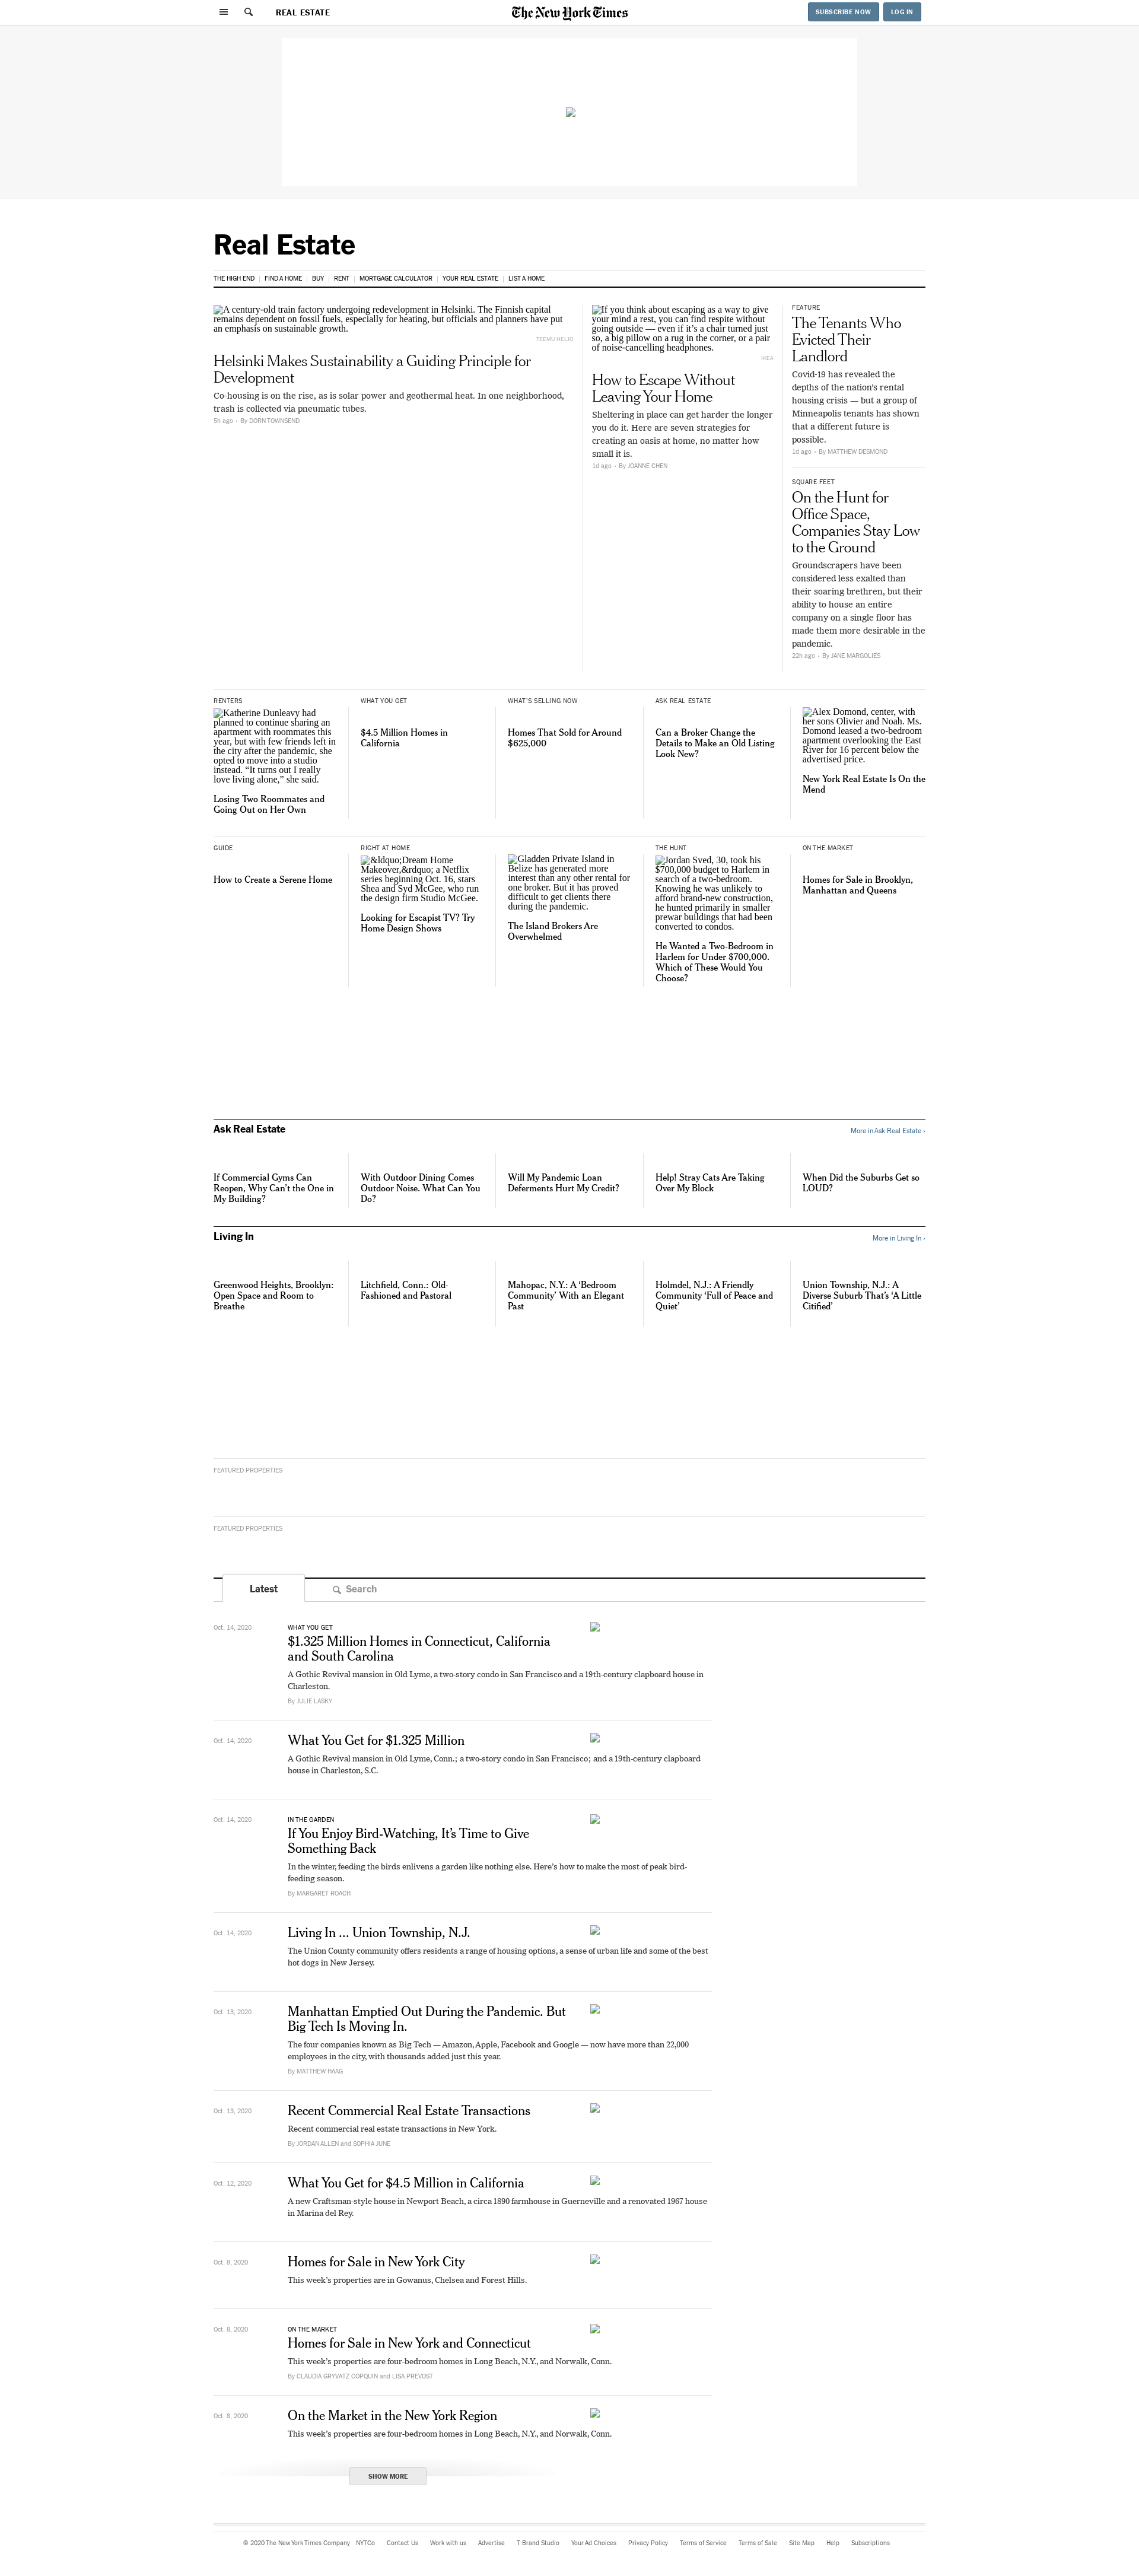 REAL ESTATE
The New York Times
SUBSCRIBE NOW
LOG IN
Real Estate
THE HIGH END
FIND A HOME
BUY
RENT
MORTGAGE CALCULATOR
YOUR REAL ESTATE
LIST A HOME
A century-old train factory undergoing redevelopment in Helsinki. The Finnish capital
remains dependent on fossil fuels, especially for heating, but officials and planners have put
an emphasis on sustainable growth.
TEEMU HELJO
Helsinki Makes Sustainability a Guiding Principle for
Development
Co-housing is on the rise, as is solar power and geothermal heat. In one neighborhood,
trash is collected via pneumatic tubes.
5h ago · By DORN TOWNSEND
If you think about escaping as a way to give
your mind a rest, you can find respite without
going outside — even if it’s a chair turned just
so, a big pillow on a rug in the corner, or a pair
of noise-cancelling headphones.
IKEA
How to Escape Without
Leaving Your Home
Sheltering in place can get harder the longer
you do it. Here are seven strategies for
creating an oasis at home, no matter how
small it is.
1d ago · By JOANNE CHEN
FEATURE
The Tenants Who
Evicted Their
Landlord
Covid-19 has revealed the
depths of the nation’s rental
housing crisis — but a group of
Minneapolis tenants has shown
that a different future is
possible.
1d ago · By MATTHEW DESMOND
SQUARE FEET
On the Hunt for
Office Space,
Companies Stay Low
to the Ground
Groundscrapers have been
considered less exalted than
their soaring brethren, but their
ability to house an entire
company on a single floor has
made them more desirable in the
pandemic.
22h ago · By JANE MARGOLIES
RENTERS
Katherine Dunleavy had
planned to continue sharing an
apartment with roommates this
year, but with few friends left in
the city after the pandemic, she
opted to move into a studio
instead. “It turns out I really
love living alone,” she said.
Losing Two Roommates and
Going Out on Her Own
WHAT YOU GET
$4.5 Million Homes in
California
WHAT’S SELLING NOW
Homes That Sold for Around
$625,000
ASK REAL ESTATE
Can a Broker Change the
Details to Make an Old Listing
Look New?
Alex Domond, center, with
her sons Olivier and Noah. Ms.
Domond leased a two-bedroom
apartment overlooking the East
River for 16 percent below the
advertised price.
New York Real Estate Is On the
Mend
GUIDE
How to Create a Serene Home
RIGHT AT HOME
&ldquo;Dream Home
Makeover,&rdquo; a Netflix
series beginning Oct. 16, stars
Shea and Syd McGee, who run
the design firm Studio McGee.
Looking for Escapist TV? Try
Home Design Shows
Gladden Private Island in
Belize has generated more
interest than any other rental for
one broker. But it has proved
difficult to get clients there
during the pandemic.
The Island Brokers Are
Overwhelmed
THE HUNT
Jordan Sved, 30, took his
$700,000 budget to Harlem in
search of a two-bedroom.
Knowing he was unlikely to
afford brand-new construction,
he hunted primarily in smaller
prewar buildings that had been
converted to condos.
He Wanted a Two-Bedroom in
Harlem for Under $700,000.
Which of These Would You
Choose?
ON THE MARKET
Homes for Sale in Brooklyn,
Manhattan and Queens
Ask Real Estate
More in Ask Real Estate ›
If Commercial Gyms Can
Reopen, Why Can’t the One in
My Building?
With Outdoor Dining Comes
Outdoor Noise. What Can You
Do?
Will My Pandemic Loan
Deferments Hurt My Credit?
Help! Stray Cats Are Taking
Over My Block
When Did the Suburbs Get so
LOUD?
Living In
More in Living In ›
Greenwood Heights, Brooklyn:
Open Space and Room to
Breathe
Litchfield, Conn.: Old-
Fashioned and Pastoral
Mahopac, N.Y.: A ‘Bedroom
Community’ With an Elegant
Past
Holmdel, N.J.: A Friendly
Community ‘Full of Peace and
Quiet’
Union Township, N.J.: A
Diverse Suburb That’s ‘A Little
Citified’
FEATURED PROPERTIES
FEATURED PROPERTIES
Latest
Search
Oct. 14, 2020
WHAT YOU GET
$1.325 Million Homes in Connecticut, California
and South Carolina
A Gothic Revival mansion in Old Lyme, a two-story condo in San Francisco and a 19th-century clapboard house in
Charleston.
By JULIE LASKY
Oct. 14, 2020
What You Get for $1.325 Million
A Gothic Revival mansion in Old Lyme, Conn.; a two-story condo in San Francisco; and a 19th-century clapboard
house in Charleston, S.C.
Oct. 14, 2020
IN THE GARDEN
If You Enjoy Bird-Watching, It’s Time to Give
Something Back
In the winter, feeding the birds enlivens a garden like nothing else. Here’s how to make the most of peak bird-
feeding season.
By MARGARET ROACH
Oct. 14, 2020
Living In ... Union Township, N.J.
The Union County community offers residents a range of housing options, a sense of urban life and some of the best
hot dogs in New Jersey.
Oct. 13, 2020
Manhattan Emptied Out During the Pandemic. But
Big Tech Is Moving In.
The four companies known as Big Tech — Amazon, Apple, Facebook and Google — now have more than 22,000
employees in the city, with thousands added just this year.
By MATTHEW HAAG
Oct. 13, 2020
Recent Commercial Real Estate Transactions
Recent commercial real estate transactions in New York.
By JORDAN ALLEN and SOPHIA JUNE
Oct. 12, 2020
What You Get for $4.5 Million in California
A new Craftsman-style house in Newport Beach, a circa 1890 farmhouse in Guerneville and a renovated 1967 house
in Marina del Rey.
Oct. 8, 2020
Homes for Sale in New York City
This week’s properties are in Gowanus, Chelsea and Forest Hills.
Oct. 8, 2020
ON THE MARKET
Homes for Sale in New York and Connecticut
This week’s properties are four-bedroom homes in Long Beach, N.Y., and Norwalk, Conn.
By CLAUDIA GRYVATZ COPQUIN and LISA PREVOST
Oct. 8, 2020
On the Market in the New York Region
This week’s properties are four-bedroom homes in Long Beach, N.Y., and Norwalk, Conn.
SHOW MORE
© 2020 The New York Times Company
NYTCo
Contact Us
Work with us
Advertise
T Brand Studio
Your Ad Choices
Privacy Policy
Terms of Service
Terms of Sale
Site Map
Help
Subscriptions